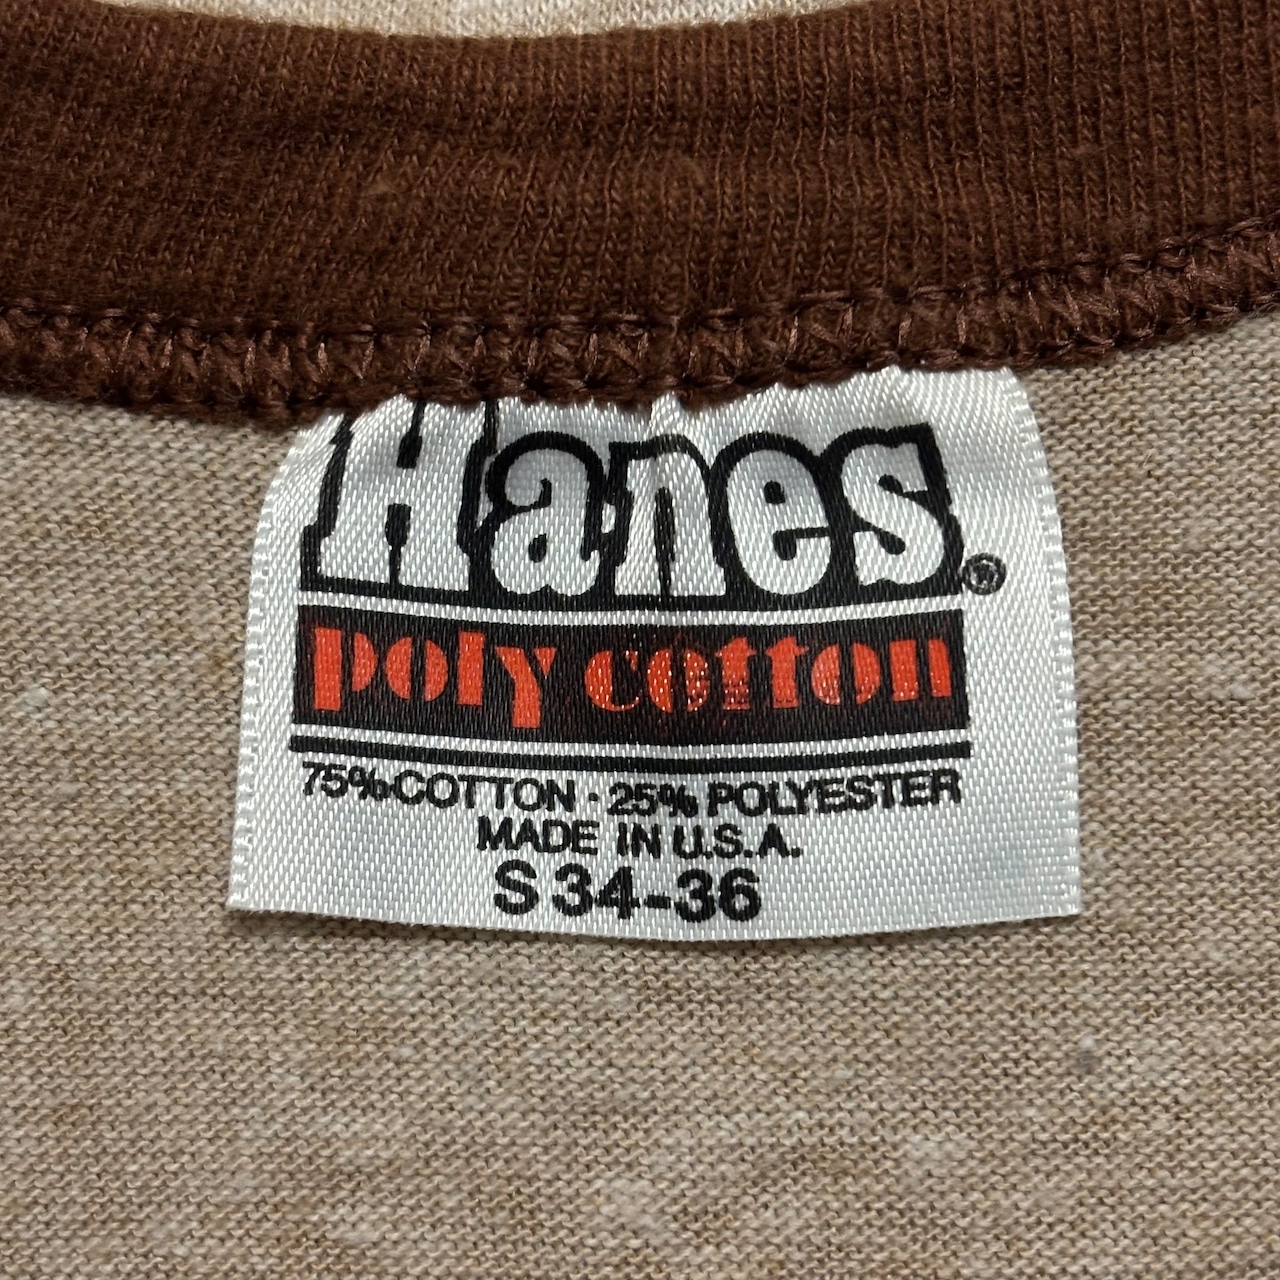 Hanes®
poly cotton
75% COTTON · 25% POLYESTER
MADE IN U.S.A.
S 34-36